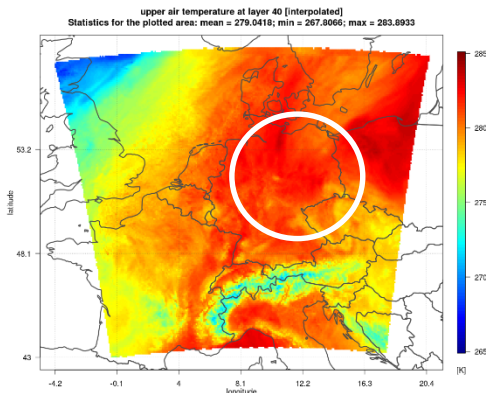 upper air temperature at layer 40 [interpolated]
Statistics for the plotted area: mean = 279.0418; min = 267.8066; max = 283.8933
285
280
275
270
265
[K]
latitude
53.2
48.1
43
-4.2 -0.1 4 8.1 12.2 16.3 20.4
longitude